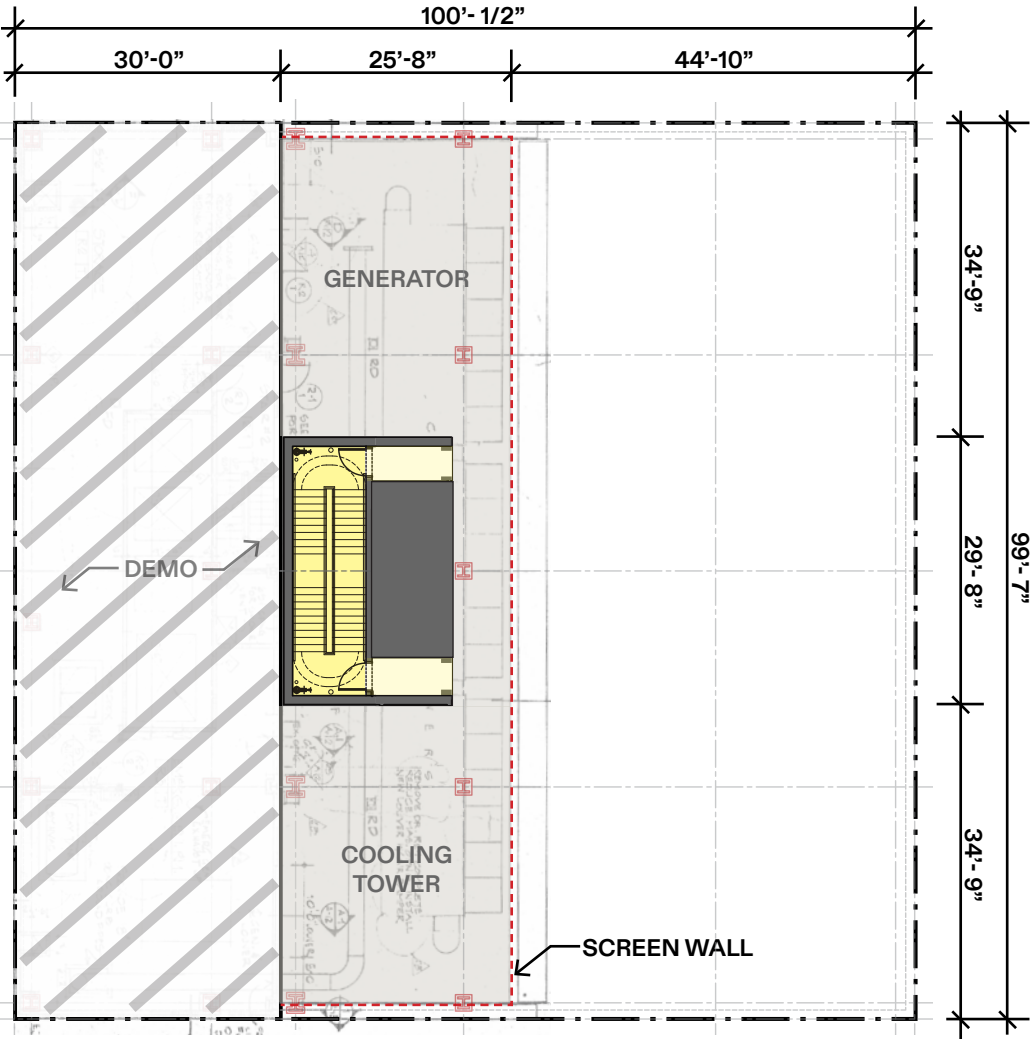 100’- 1/2”
30’-0”
25’-8”
44’-10”
34’-9”
GENERATOR
DEMO
29’- 8”
99’- 7”
COOLING
TOWER
34’- 9”
SCREEN WALL